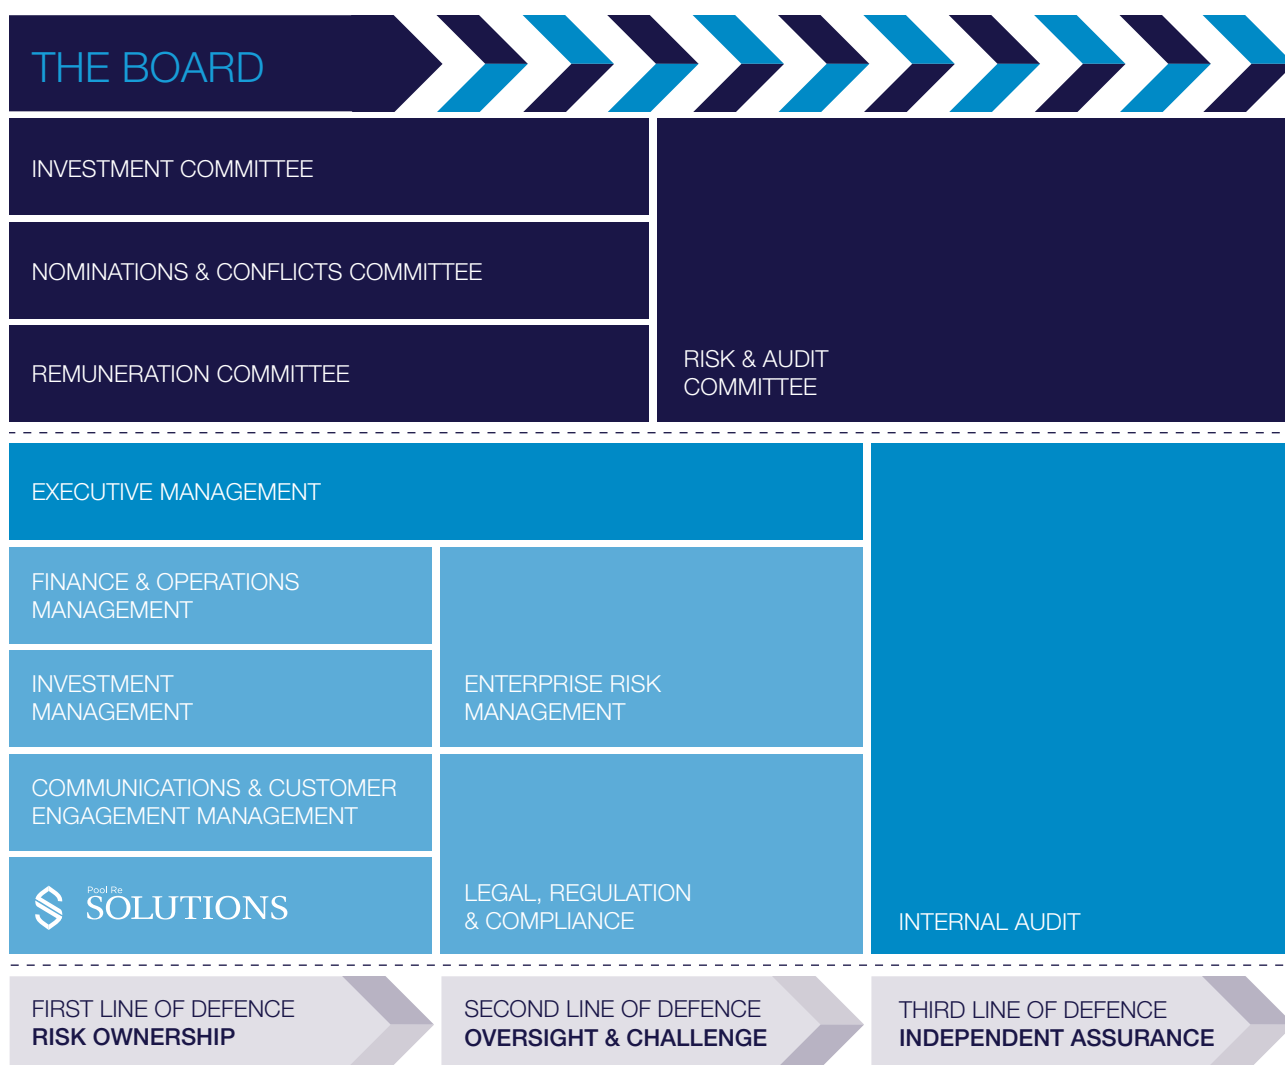 THE BOARD
INVESTMENT COMMITTEE
NOMINATIONS & CONFLICTS COMMITTEE
REMUNERATION COMMITTEE
RISK & AUDIT
COMMITTEE
EXECUTIVE MANAGEMENT
FINANCE & OPERATIONS
MANAGEMENT
INVESTMENT
MANAGEMENT
COMMUNICATIONS & CUSTOMER
ENGAGEMENT MANAGEMENT
Pool Re
SOLUTIONS
ENTERPRISE RISK
MANAGEMENT
LEGAL, REGULATION
& COMPLIANCE
INTERNAL AUDIT
FIRST LINE OF DEFENCE
RISK OWNERSHIP
SECOND LINE OF DEFENCE
OVERSIGHT & CHALLENGE
THIRD LINE OF DEFENCE
INDEPENDENT ASSURANCE